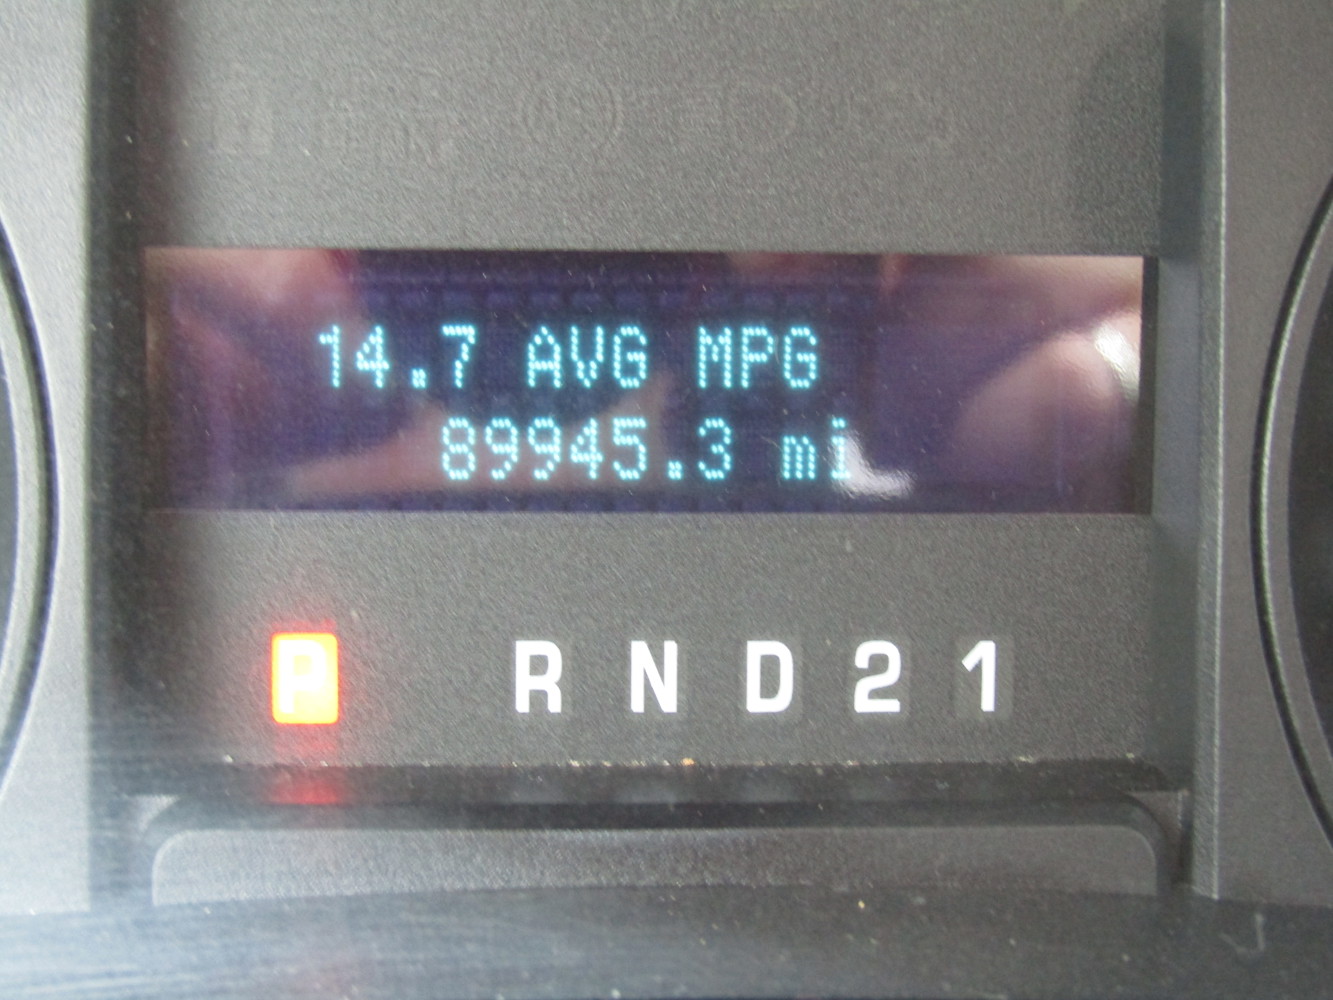 14.7 AVG MPG
89945.3 mi
P R N D 2 1